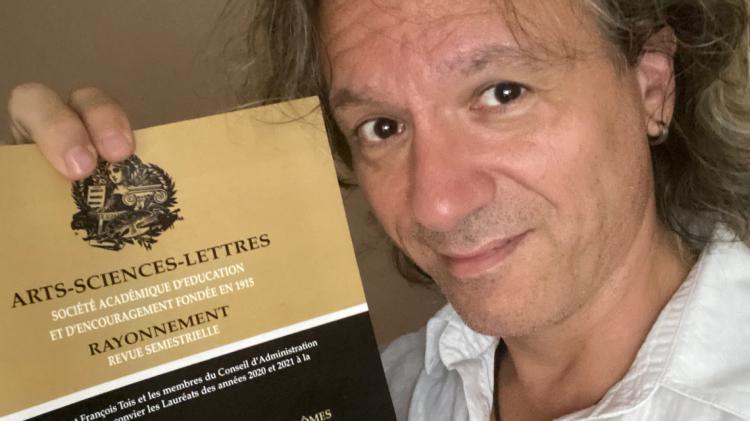 ARTS-SCIENCES-LETTRES
SOCIÉTÉ ACADÉMIQUE D'EDUCATION
ET D'ENCOURAGEMENT FONDÉE EN 1915
RAYONNEMENT
REVUE SEMESTRIELLE
François Tois et les membres du Conseil d'Administration
convier les Lauréats des années 2020 et 2021 à la